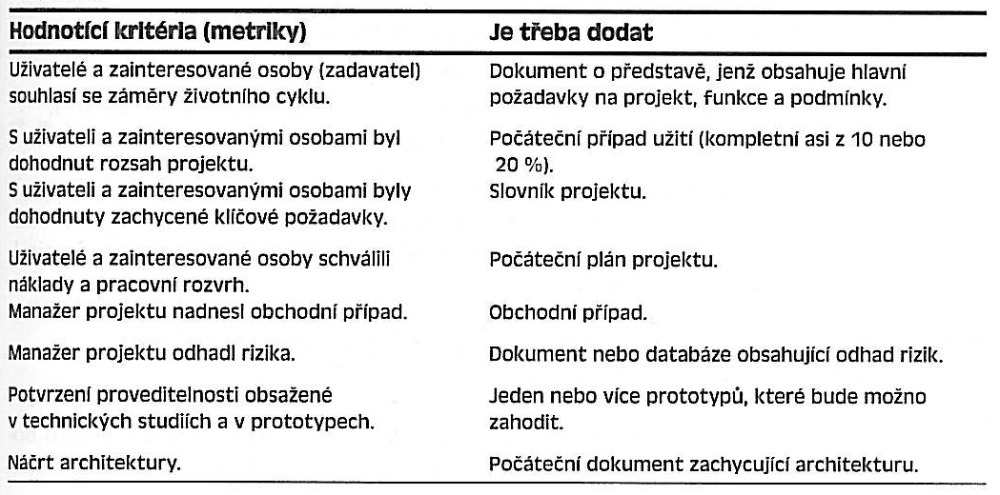 Hodnotící kritéria (metriky) Je třeba dodat
Uživatelé a zainteresované osoby (zadavatel) Dokument o představě, jenž obsahuje hlavní
souhlasí se záměry životního cyklu. požadavky na projekt, funkce a podmínky.
S uživateli a zainteresovanými osobami byl Počáteční případ užití (kompletní asi z 10 nebo
dohodnut rozsah projektu. 20 %).
S uživateli a zainteresovanými osobami byly Slovník projektu.
dohodnuty zachycené klíčové požadavky.
Uživatelé a zainteresované osoby schválili Počáteční plán projektu.
náklady a pracovní rozvrh.
Manažer projektu nadnesl obchodní případ. Obchodní případ.
Manažer projektu odhadl rizika. Dokument nebo databáze obsahující odhad rizik.
Potvrzení proveditelnosti obsažené Jeden nebo více prototypů, které bude možno
v technických studiích a v prototypech. zahodit.
Náčrt architektury. Počáteční dokument zachycující architekturu.